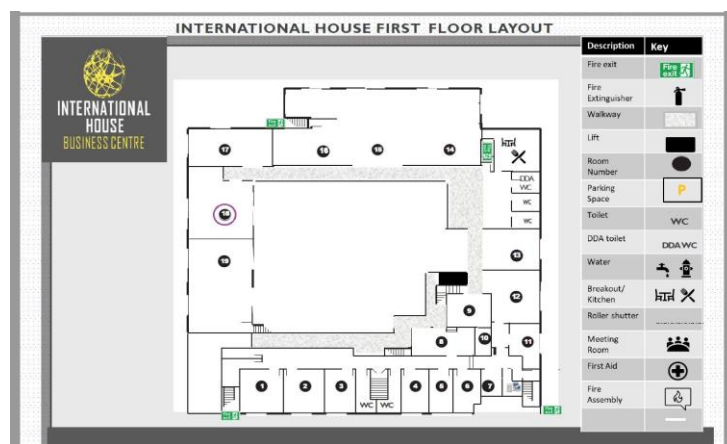 INTERNATIONAL HOUSE FIRST FLOOR LAYOUT
INTERNATIONAL
HOUSE
BUSINESS CENTRE
17
16
15
14
DDA
WC
WC
WC
18
19
13
12
9
8
10
11
1
2
3
WC
WC
4
5
6
7
Description Key
Fire exit
Fire exit
Fire
Extinguisher
Walkway
Lift
Room
Number
Parking
Space
P
Toilet
WC
DDA toilet
DDA WC
Water
Breakout/
Kitchen
Roller shutter
Meeting
Room
First Aid
Fire
Assembly